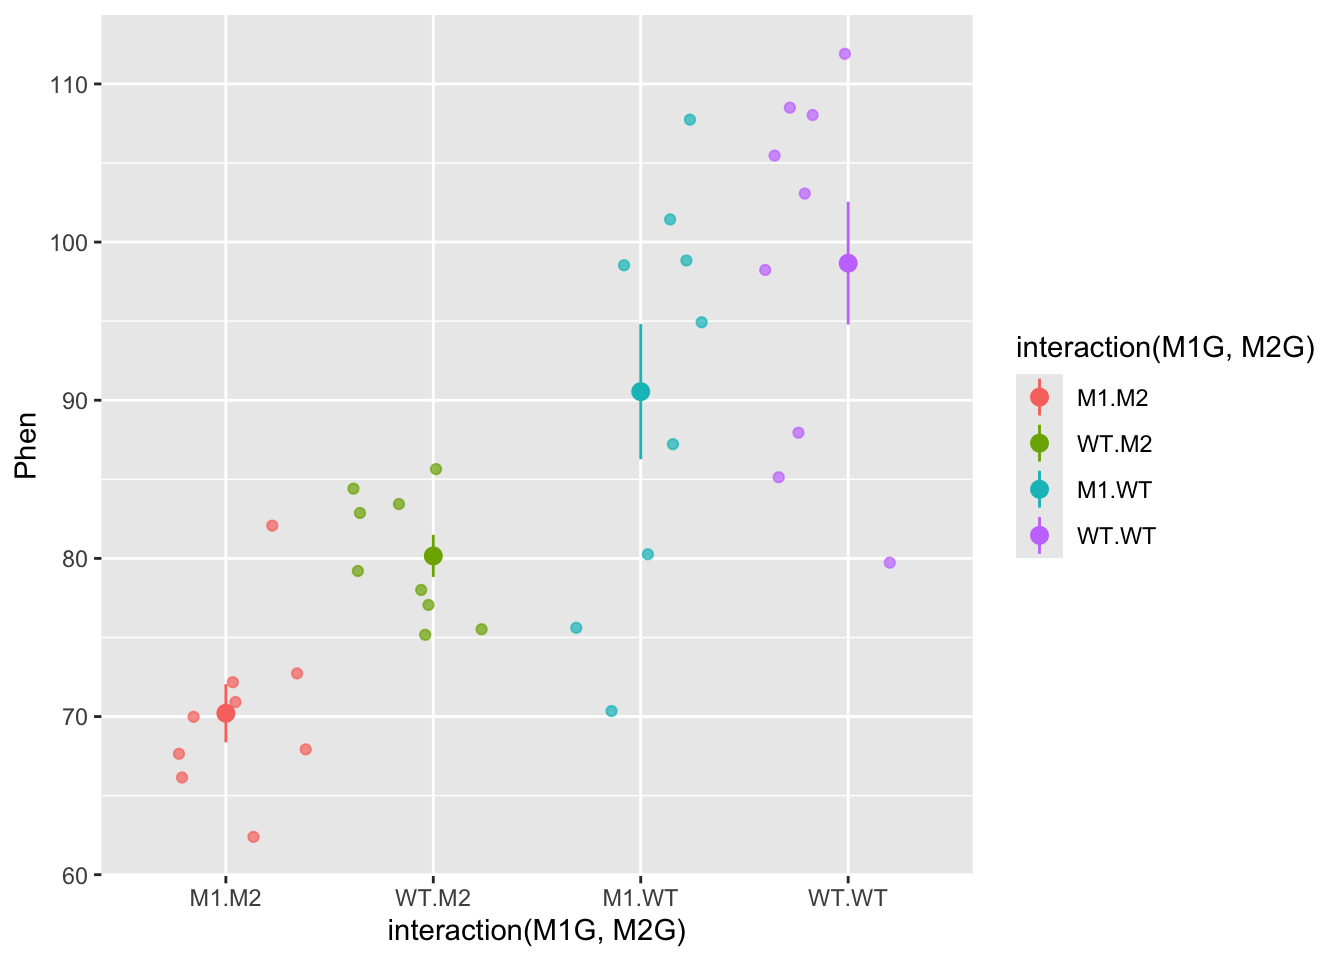 110
100
90
80
70
60
Phen
M1.M2
WT.M2
M1.WT
WT.WT
interaction(M1G, M2G)
interaction(M1G, M2G)
M1.M2
WT.M2
M1.WT
WT.WT